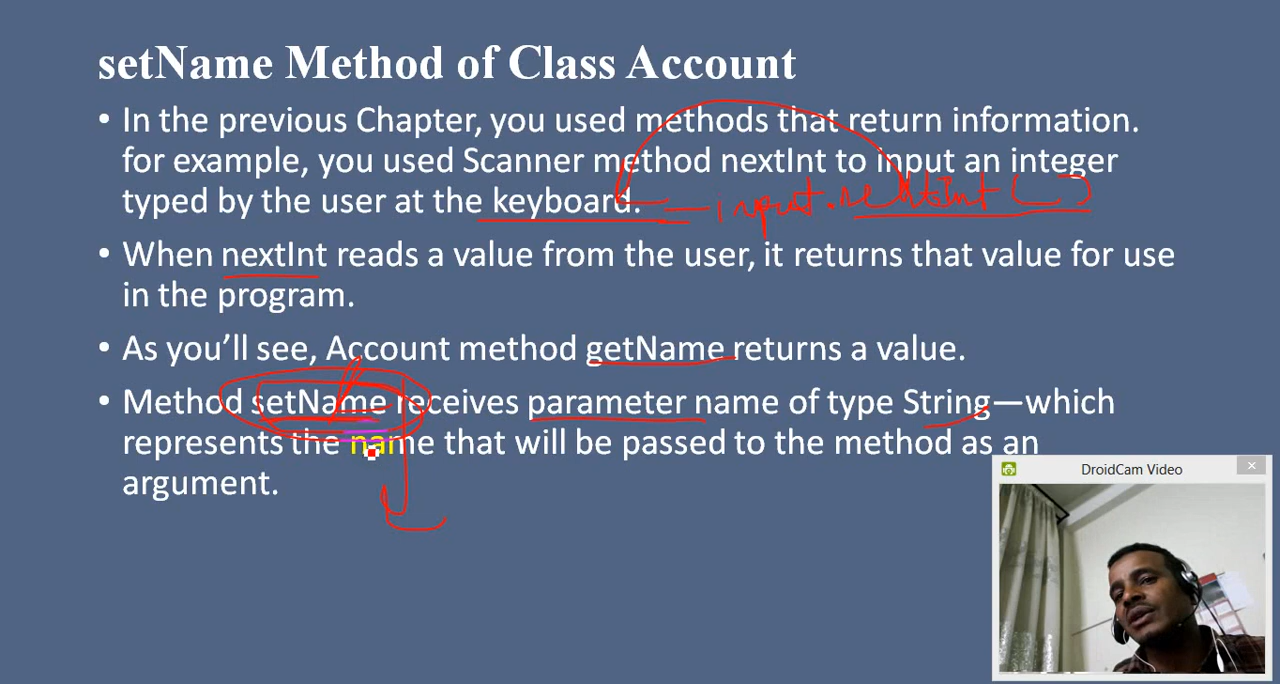 setName Method of Class Account
• In the previous Chapter, you used methods that return information.
for example, you used Scanner method nextInt to input an integer
typed by the user at the keyboard.
input.nextInt ( )
• When nextInt reads a value from the user, it returns that value for use
in the program.
• As you’ll see, Account method getName returns a value.
• Method setName receives parameter name of type String—which
represents the name that will be passed to the method as an
argument.
DroidCam Video